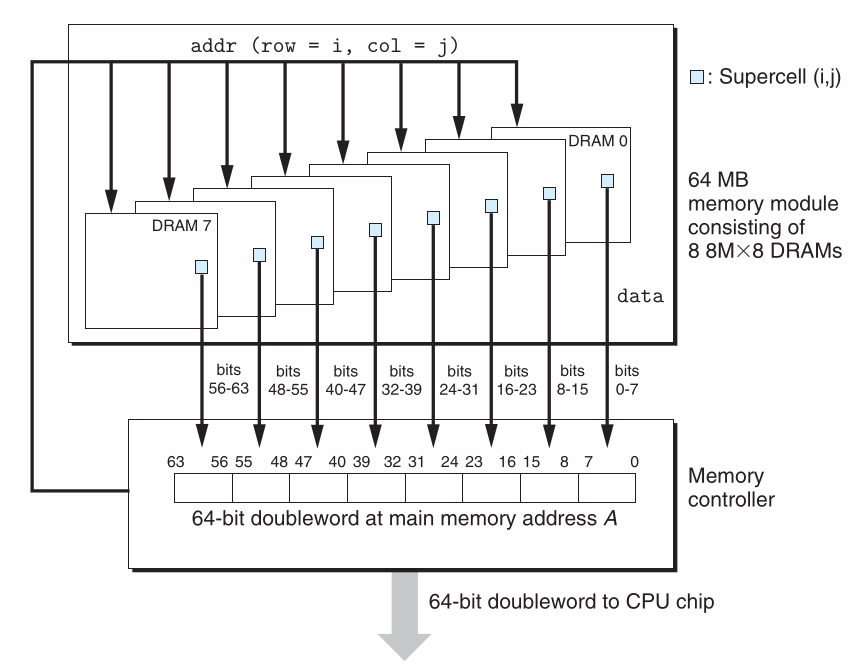 addr (row = i, col = j)
: Supercell (i,j)
DRAM 0
64 MB
memory module
consisting of
8 8M×8 DRAMs
DRAM 7
data
bits
56-63
bits
48-55
bits
40-47
bits
32-39
bits
24-31
bits
16-23
bits
8-15
bits
0-7
63 56 55 48 47 40 39 32 31 24 23 16 15 8 7 0
Memory
controller
64-bit doubleword at main memory address A
64-bit doubleword to CPU chip